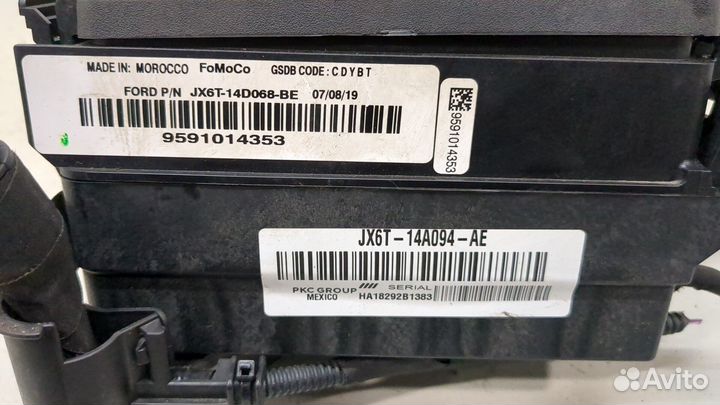 MADE IN: MOROCCO FoMoCo GSDB CODE: CDYBT
FORD P/N JX6T-14D068-BE 07/08/19
9591014353
9591014353
JX6T-14A094-AE
PKC GROUP SERIAL
MEXICO HA18292B1383
Avito